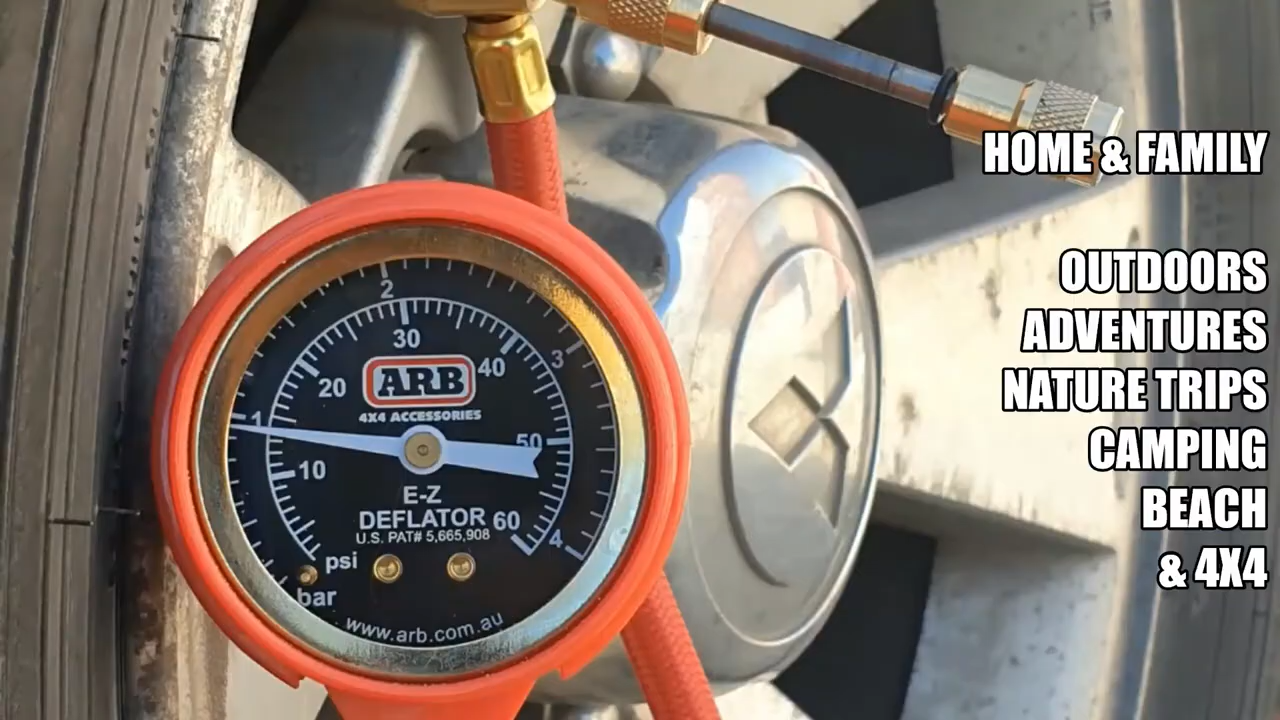 HOME & FAMILY
OUTDOORS
ADVENTURES
NATURE TRIPS
CAMPING
BEACH
& 4X4
2
30
3
20
40
ARB
4X4 ACCESSORIES
1
50
10
E-Z
DEFLATOR
60
U.S. PAT# 5,665,908
4
psi
bar
www.arb.com.au